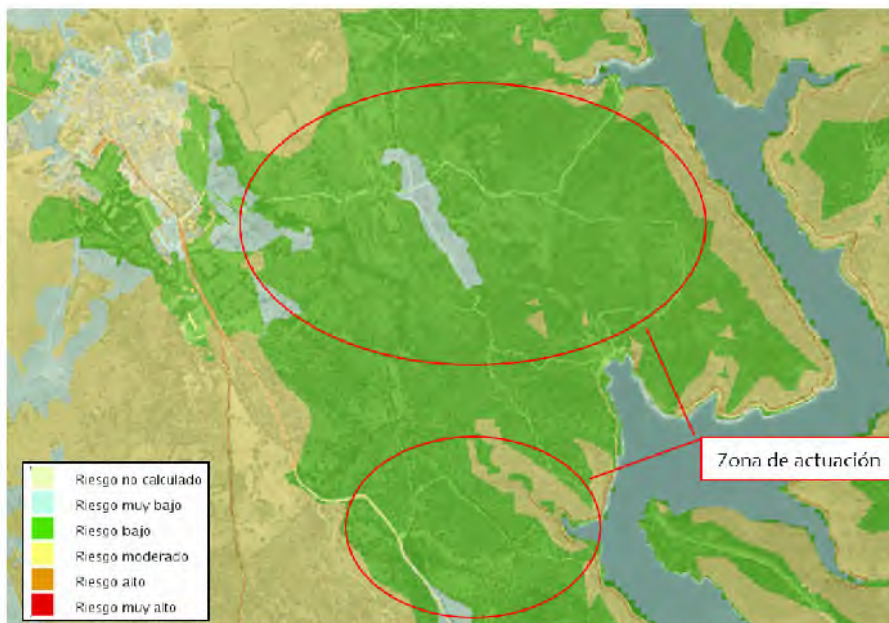 Zona de actuación
Riesgo no calculado
Riesgo muy bajo
Riesgo bajo
Riesgo moderado
Riesgo alto
Riesgo muy alto